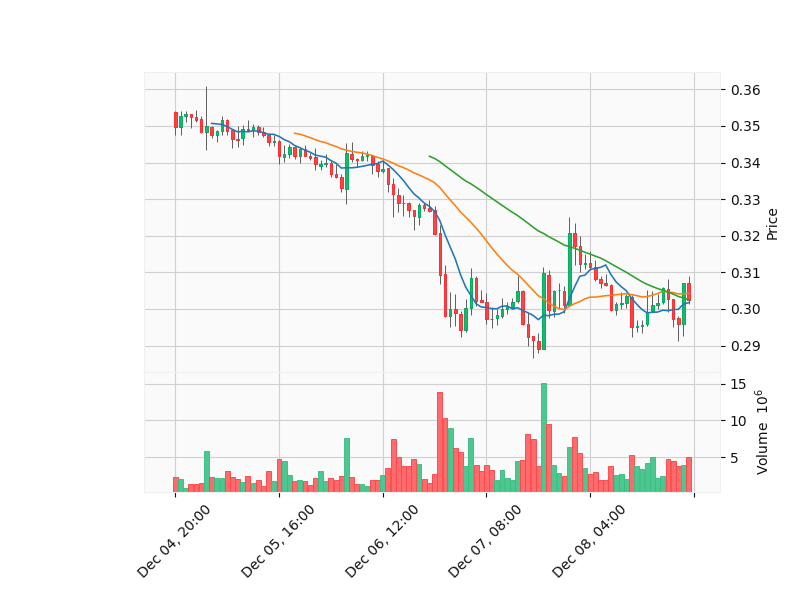 0.36
0.35
0.34
0.33
0.32
0.31
0.30
0.29
Price
15
10
5
Volume 10⁶
Dec 04, 20:00
Dec 05, 16:00
Dec 06, 12:00
Dec 07, 08:00
Dec 08, 04:00